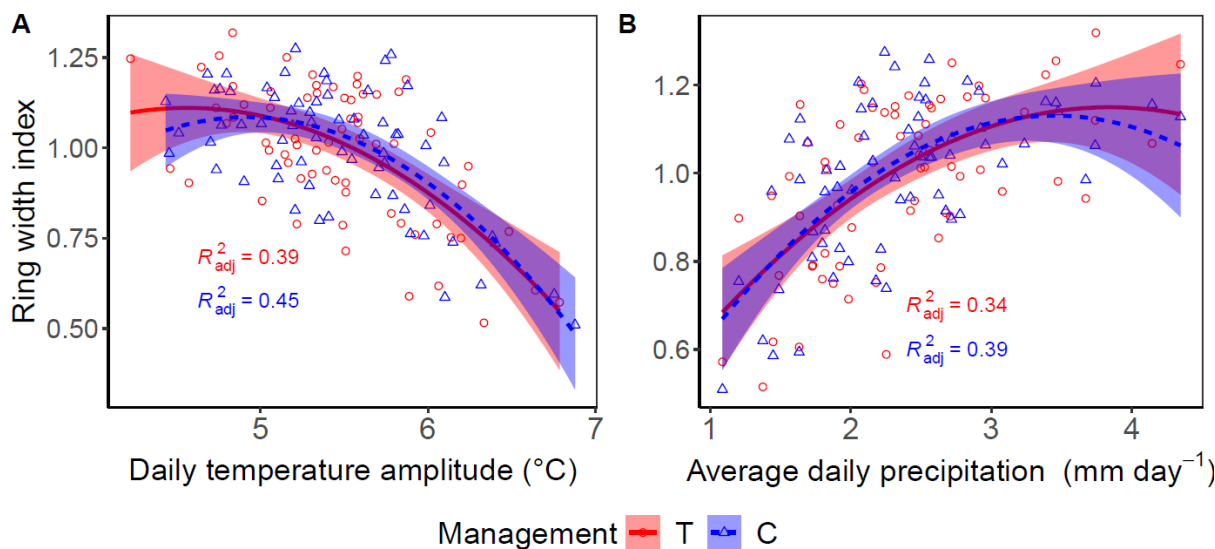 A
B
Ring width index
1.25
1.00
0.75
0.50
R²adj = 0.39
R²adj = 0.45
5 6 7
Daily temperature amplitude (°C)
1.2
1.0
0.8
0.6
R²adj = 0.34
R²adj = 0.39
1 2 3 4
Average daily precipitation (mm day⁻¹)
Management T C